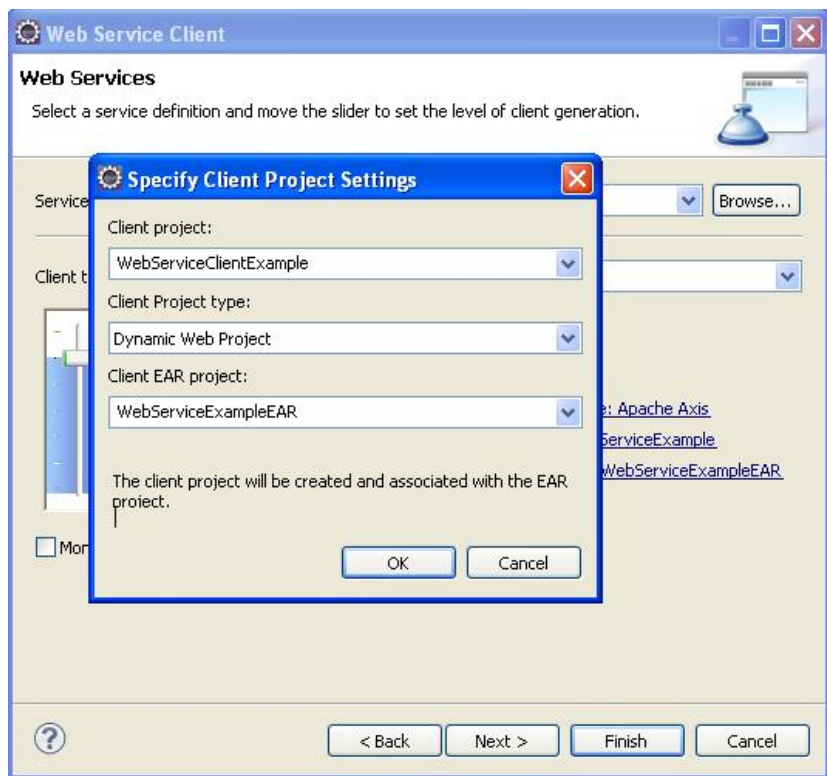 Web Service Client
Web Services
Select a service definition and move the slider to set the level of client generation.
Specify Client Project Settings
Service
Browse...
Client project:
WebServiceClientExample
Client t
Client Project type:
Dynamic Web Project
Client EAR project:
WebServiceExampleEAR
e: Apache Axis
ServiceExample
WebServiceExampleEAR
The client project will be created and associated with the EAR
project.
Mor
OK
Cancel
?
< Back
Next >
Finish
Cancel